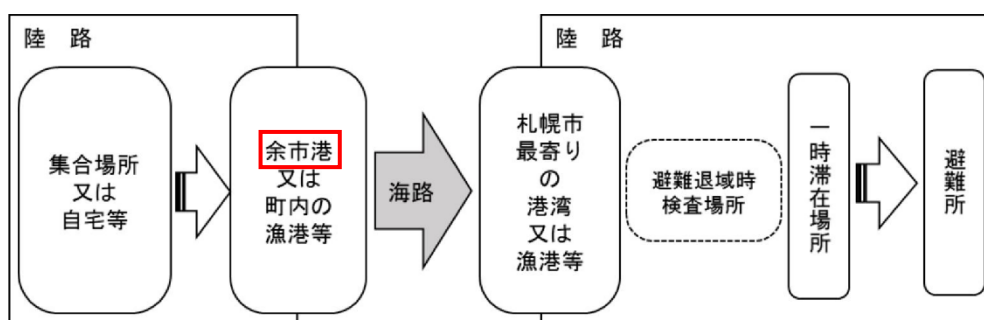 陸 路
集合場所
又は
自宅等
余市港
又は
町内の
漁港等
海路
陸 路
札幌市
最寄り
の
港湾
又は
漁港等
避難退域時
検査場所
一時滞在場所
避難所